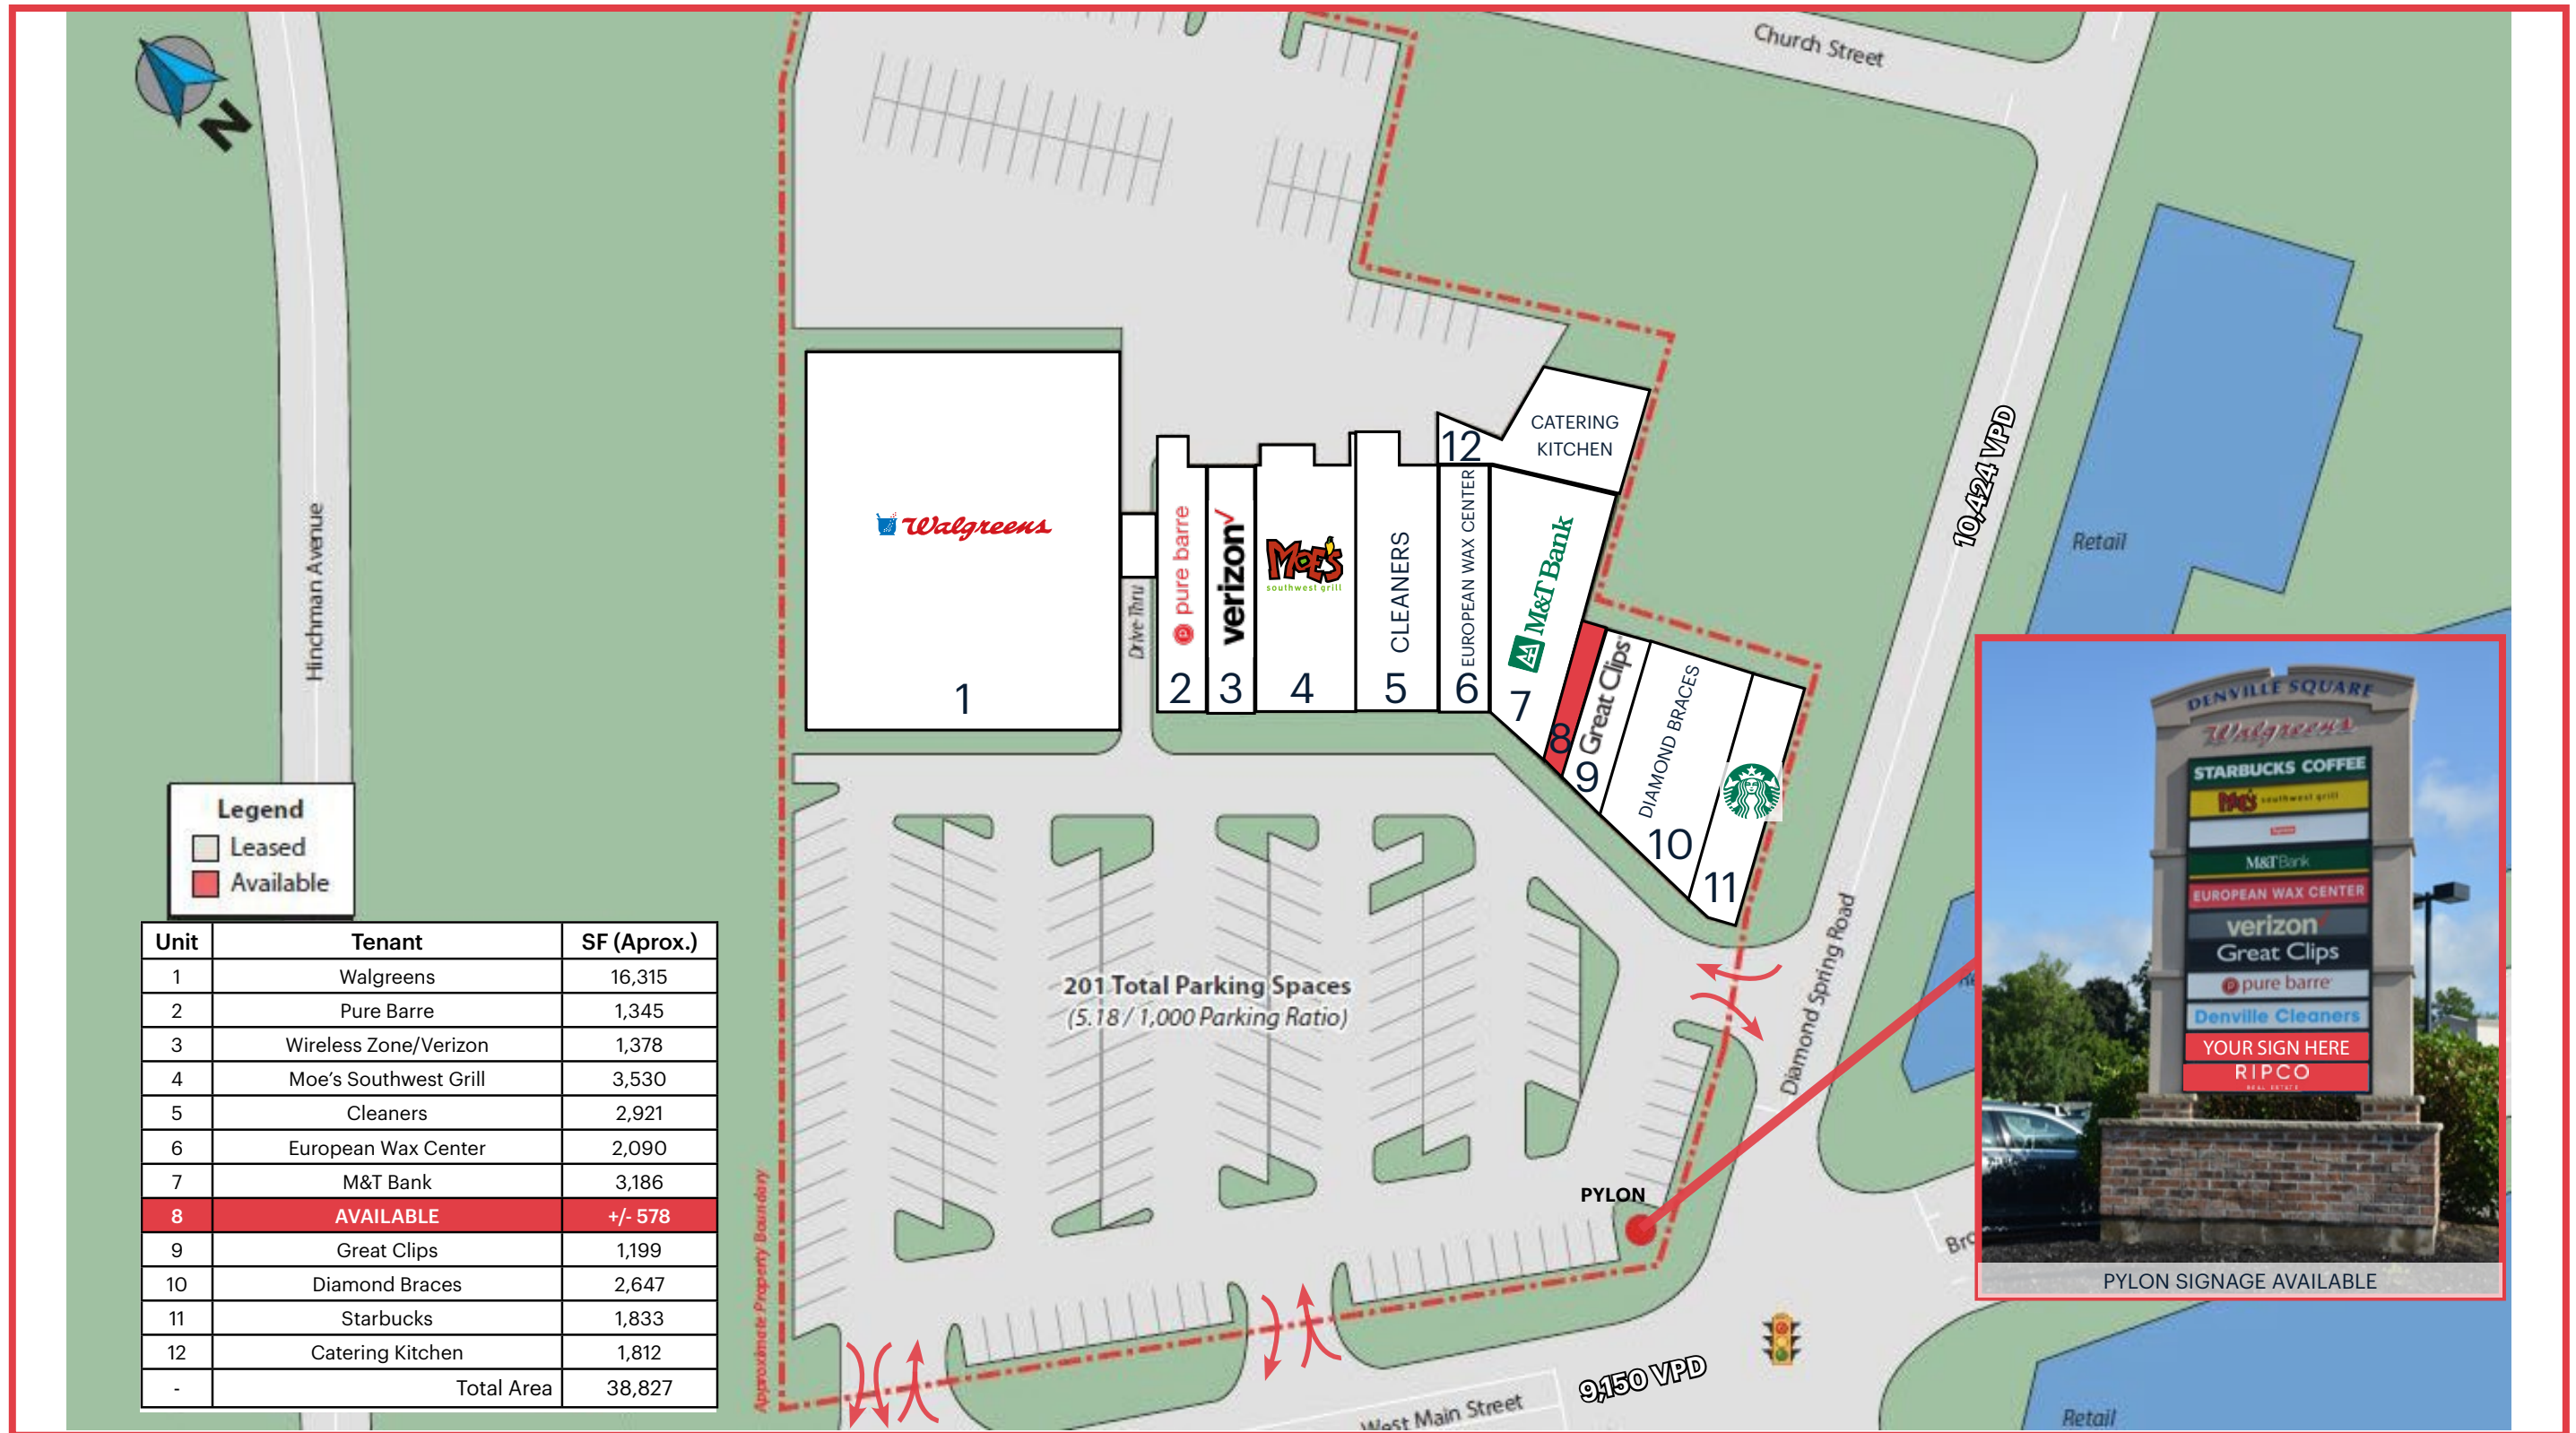 Church Street
N
Hinchman Avenue
10,424 VPD
Retail
CATERING
KITCHEN
12
Walgreens
1
Drive-Thru
pure barre
2
verizon
3
MOE'S
southwest grill
4
CLEANERS
5
EUROPEAN WAX CENTER
6
M&T Bank
7
8
Great Clips
9
DIAMOND BRACES
10
11
Legend
Leased
Available
Unit Tenant SF (Aprox.)
1 Walgreens 16,315
2 Pure Barre 1,345
3 Wireless Zone/Verizon 1,378
4 Moe's Southwest Grill 3,530
5 Cleaners 2,921
6 European Wax Center 2,090
7 M&T Bank 3,186
8 AVAILABLE +/- 578
9 Great Clips 1,199
10 Diamond Braces 2,647
11 Starbucks 1,833
12 Catering Kitchen 1,812
- Total Area 38,827
Approximate Property Boundary
201 Total Parking Spaces
(5.18 / 1,000 Parking Ratio)
Diamond Spring Road
PYLON
9,150 VPD
West Main Street
Retail
DENVILLE SQUARE
Walgreens
STARBUCKS COFFEE
MOE'S southwest grill
M&T Bank
EUROPEAN WAX CENTER
verizon
Great Clips
pure barre
Denville Cleaners
YOUR SIGN HERE
RIPCO
REAL ESTATE
PYLON SIGNAGE AVAILABLE